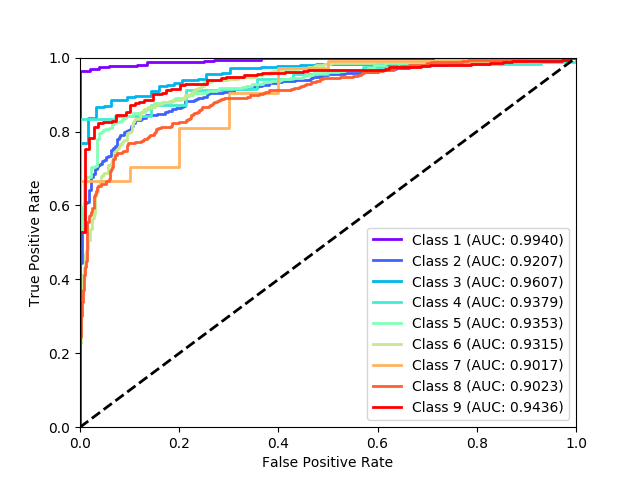 1.0
0.8
0.6
0.4
0.2
0.0
True Positive Rate
Class 1 (AUC: 0.9940)
Class 2 (AUC: 0.9207)
Class 3 (AUC: 0.9607)
Class 4 (AUC: 0.9379)
Class 5 (AUC: 0.9353)
Class 6 (AUC: 0.9315)
Class 7 (AUC: 0.9017)
Class 8 (AUC: 0.9023)
Class 9 (AUC: 0.9436)
0.0 0.2 0.4 0.6 0.8 1.0
False Positive Rate